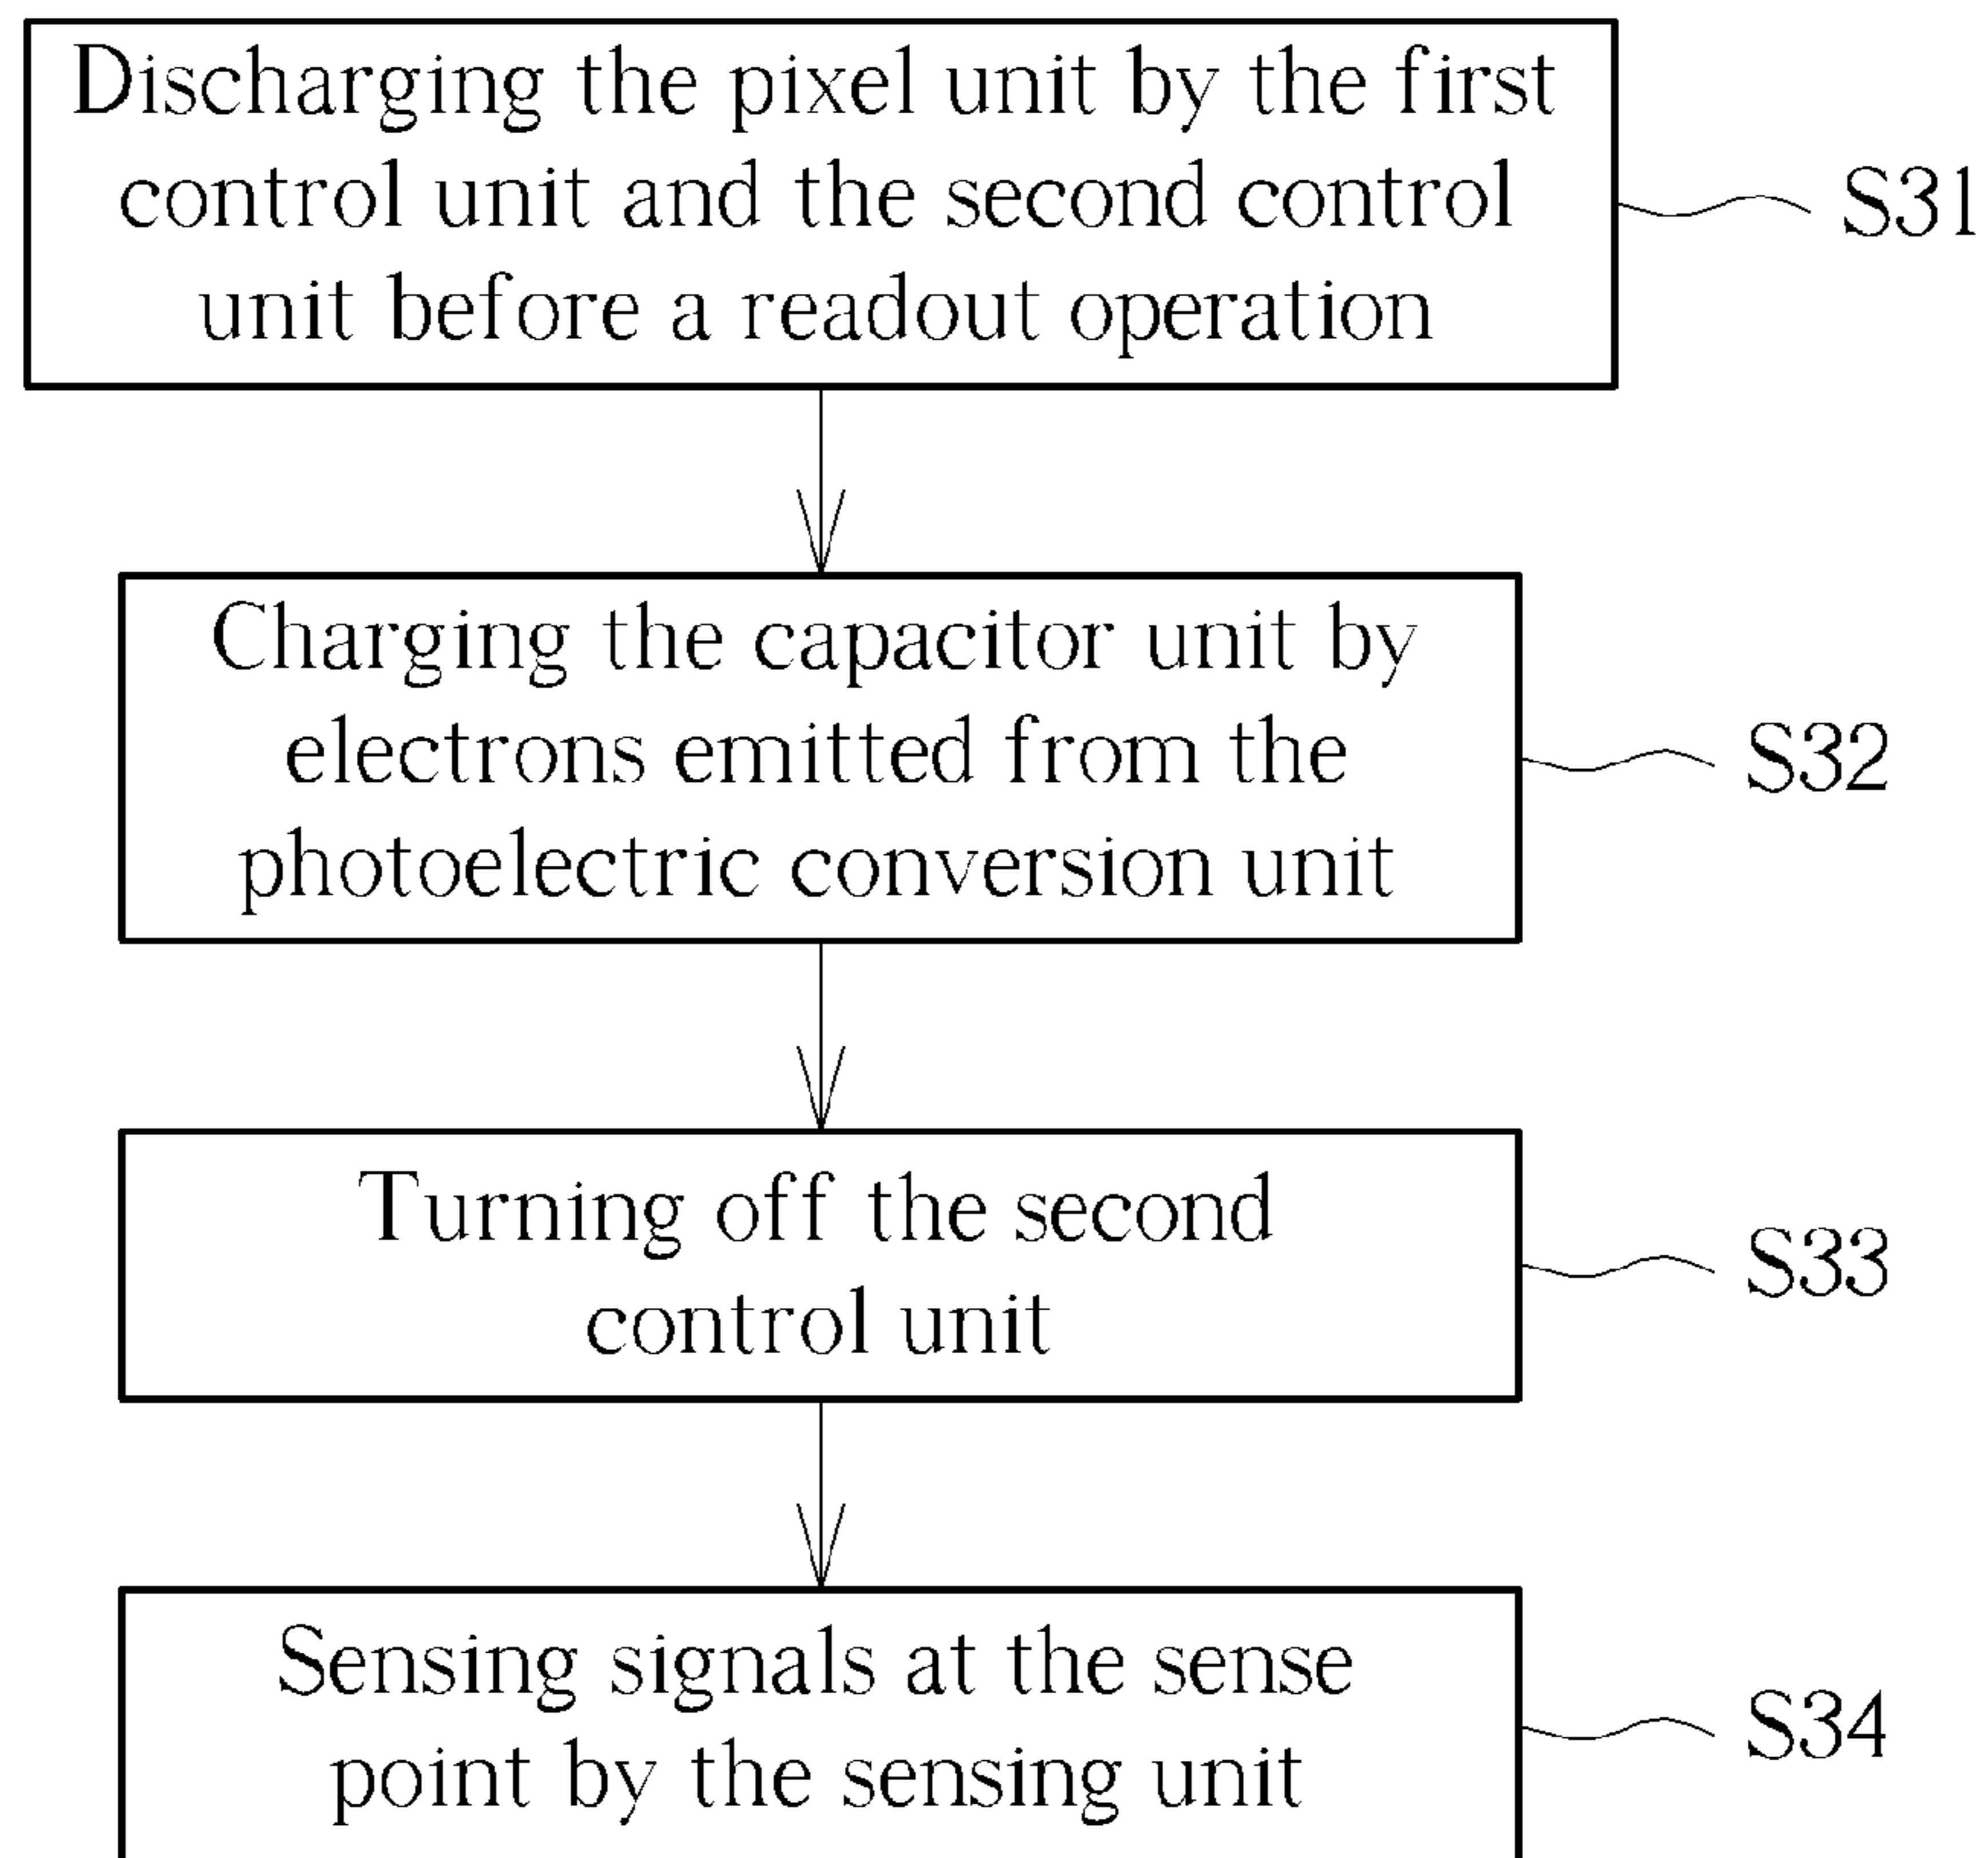 Discharging the pixel unit by the first
control unit and the second control
unit before a readout operation
S31
Charging the capacitor unit by
electrons emitted from the
photoelectric conversion unit
S32
Turning off the second
control unit
S33
Sensing signals at the sense
point by the sensing unit
S34